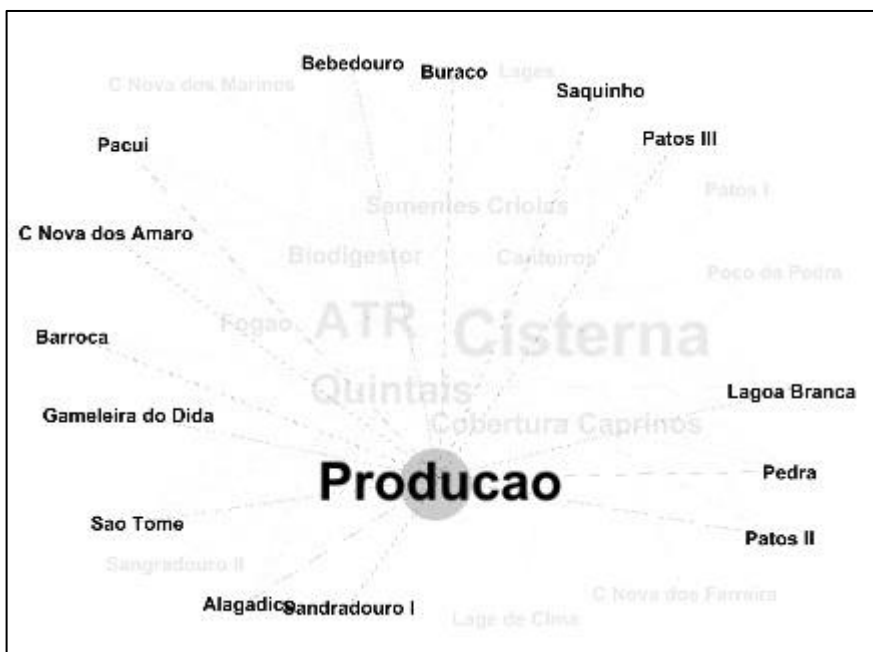 Bebedouro
Buraco
Lages
C Nova dos Marinos
Saquinho
Pacui
Patos III
Patos I
Sementes Criolas
C Nova dos Amaro
Biodigestor
Canteiros
Poco da Pedra
Fogao
ATR
Cisterna
Barroca
Quintais
Lagoa Branca
Gameleira do Dida
Cobertura Caprinos
Producao
Pedra
Sao Tome
Patos II
Sangradouro II
Alagadico
Sandradouro I
C Nova dos Ferreira
Lage de Cima